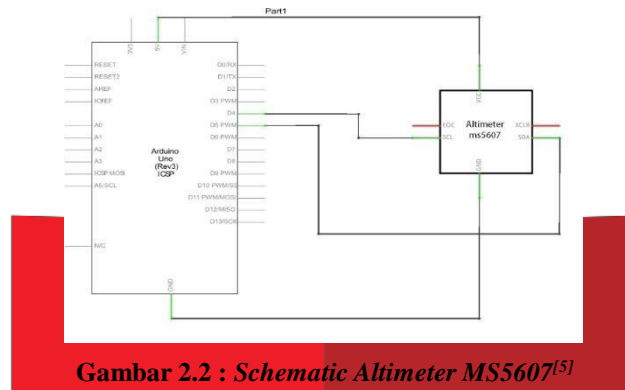 Part1
3V3
5V
VIN
RESET
RESET2
AREF
IOREF
A0
A1
A2
A3
ICSP MOSI
A5/SCL
N/C
Arduino
Uno
(Rev3)
ICSP
D0/RX
D1/TX
D2
D3 PWM
D4
D5 PWM
D6 PWM
D7
D8
D9 PWM
D10 PWM/SS
D11 PWM/MOSI
D12/MISO
D13/SCK
GND
VCC
EOC
XCLR
SCL
SDA
Altimeter
ms5607
GND
Gambar 2.2 : Schematic Altimeter MS5607[5]